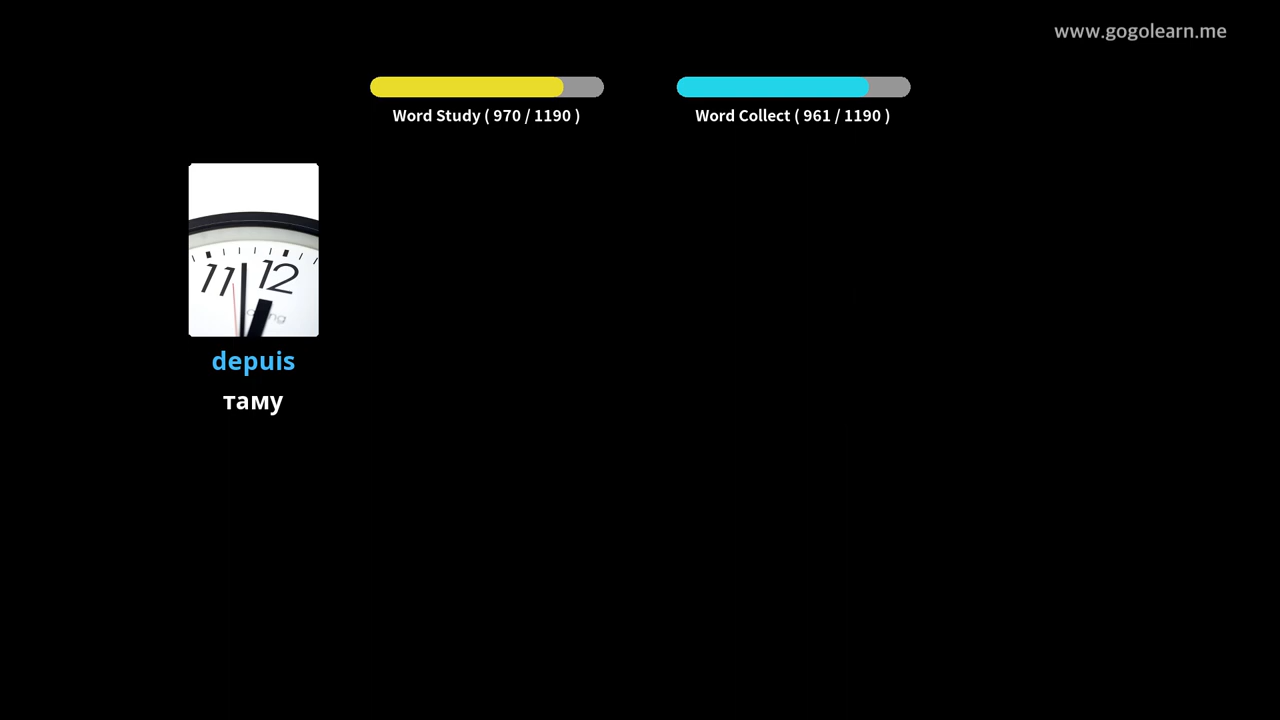 www.gogolearn.me
Word Study ( 970 / 1190 )
Word Collect ( 961 / 1190 )
11 12
depuis
таму